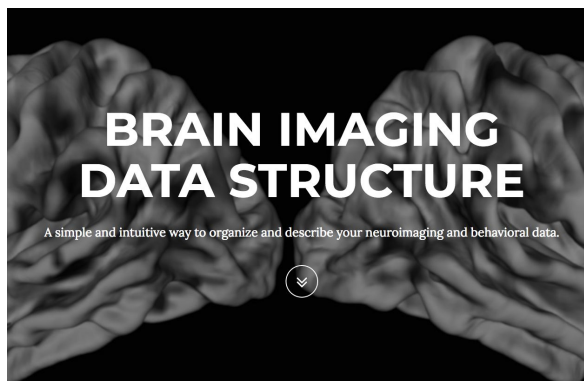 BRAIN IMAGING
DATA STRUCTURE
A simple and intuitive way to organize and describe your neuroimaging and behavioral data.